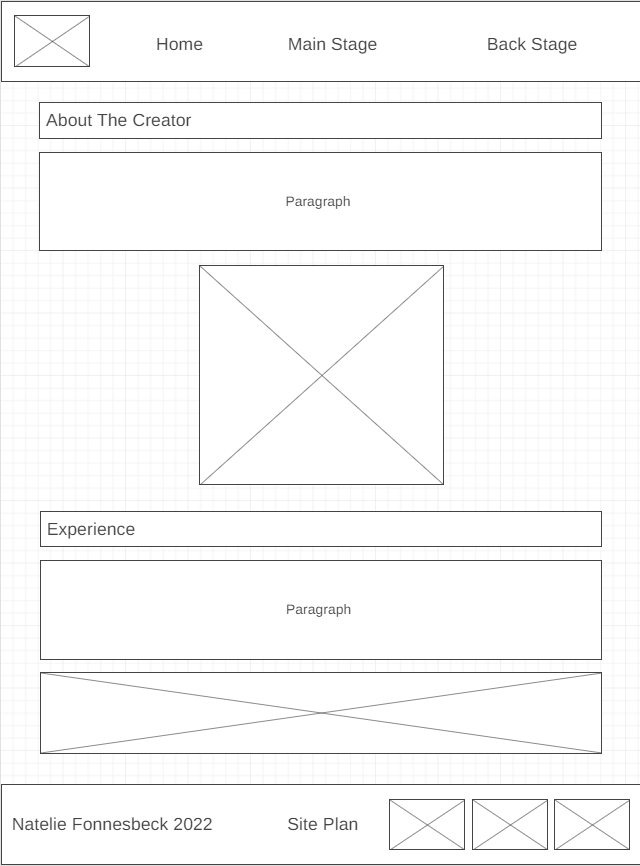 Home Main Stage Back Stage
About The Creator
Paragraph
Experience
Paragraph
Natelie Fonnesbeck 2022 Site Plan